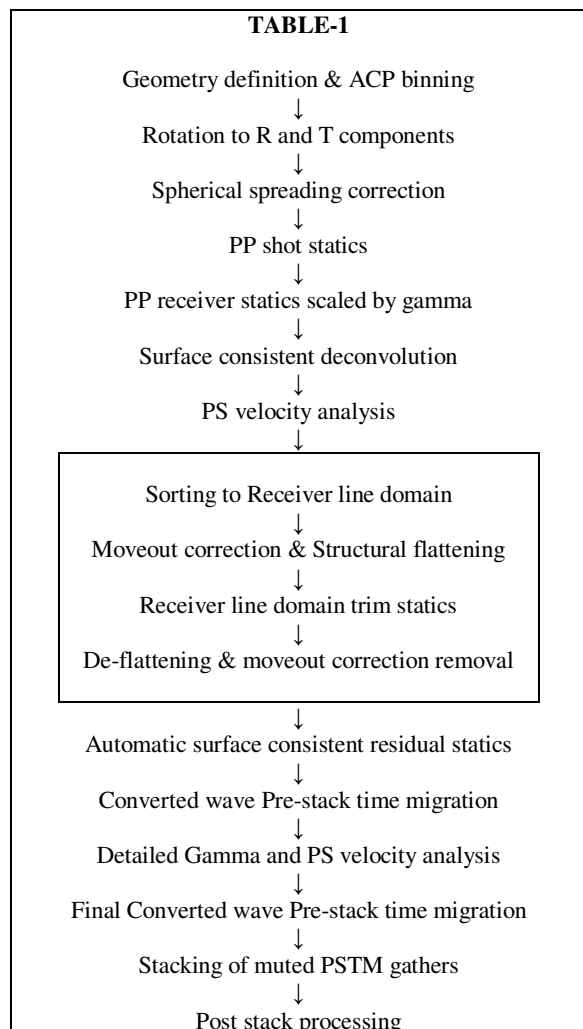 TABLE-1
Geometry definition & ACP binning
↓
Rotation to R and T components
↓
Spherical spreading correction
↓
PP shot statics
↓
PP receiver statics scaled by gamma
↓
Surface consistent deconvolution
↓
PS velocity analysis
↓
Sorting to Receiver line domain
↓
Moveout correction & Structural flattening
↓
Receiver line domain trim statics
↓
De-flattening & moveout correction removal
↓
Automatic surface consistent residual statics
↓
Converted wave Pre-stack time migration
↓
Detailed Gamma and PS velocity analysis
↓
Final Converted wave Pre-stack time migration
↓
Stacking of muted PSTM gathers
↓
Post stack processing